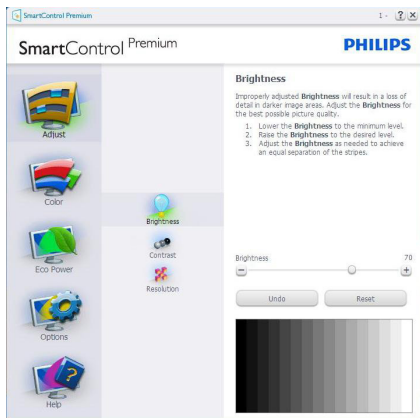 SmartControl Premium
1 - ? X
SmartControl Premium
PHILIPS
Adjust
Color
Eco Power
Options
Help
Brightness
Contrast
Resolution
Brightness
Improperly adjusted Brightness will result in a loss of
detail in darker image areas. Adjust the Brightness for
the best possible picture quality.
1. Lower the Brightness to the minimum level.
2. Raise the Brightness to the desired level.
3. Adjust the Brightness as needed to achieve
an equal separation of the stripes.
Brightness 70
Undo Reset